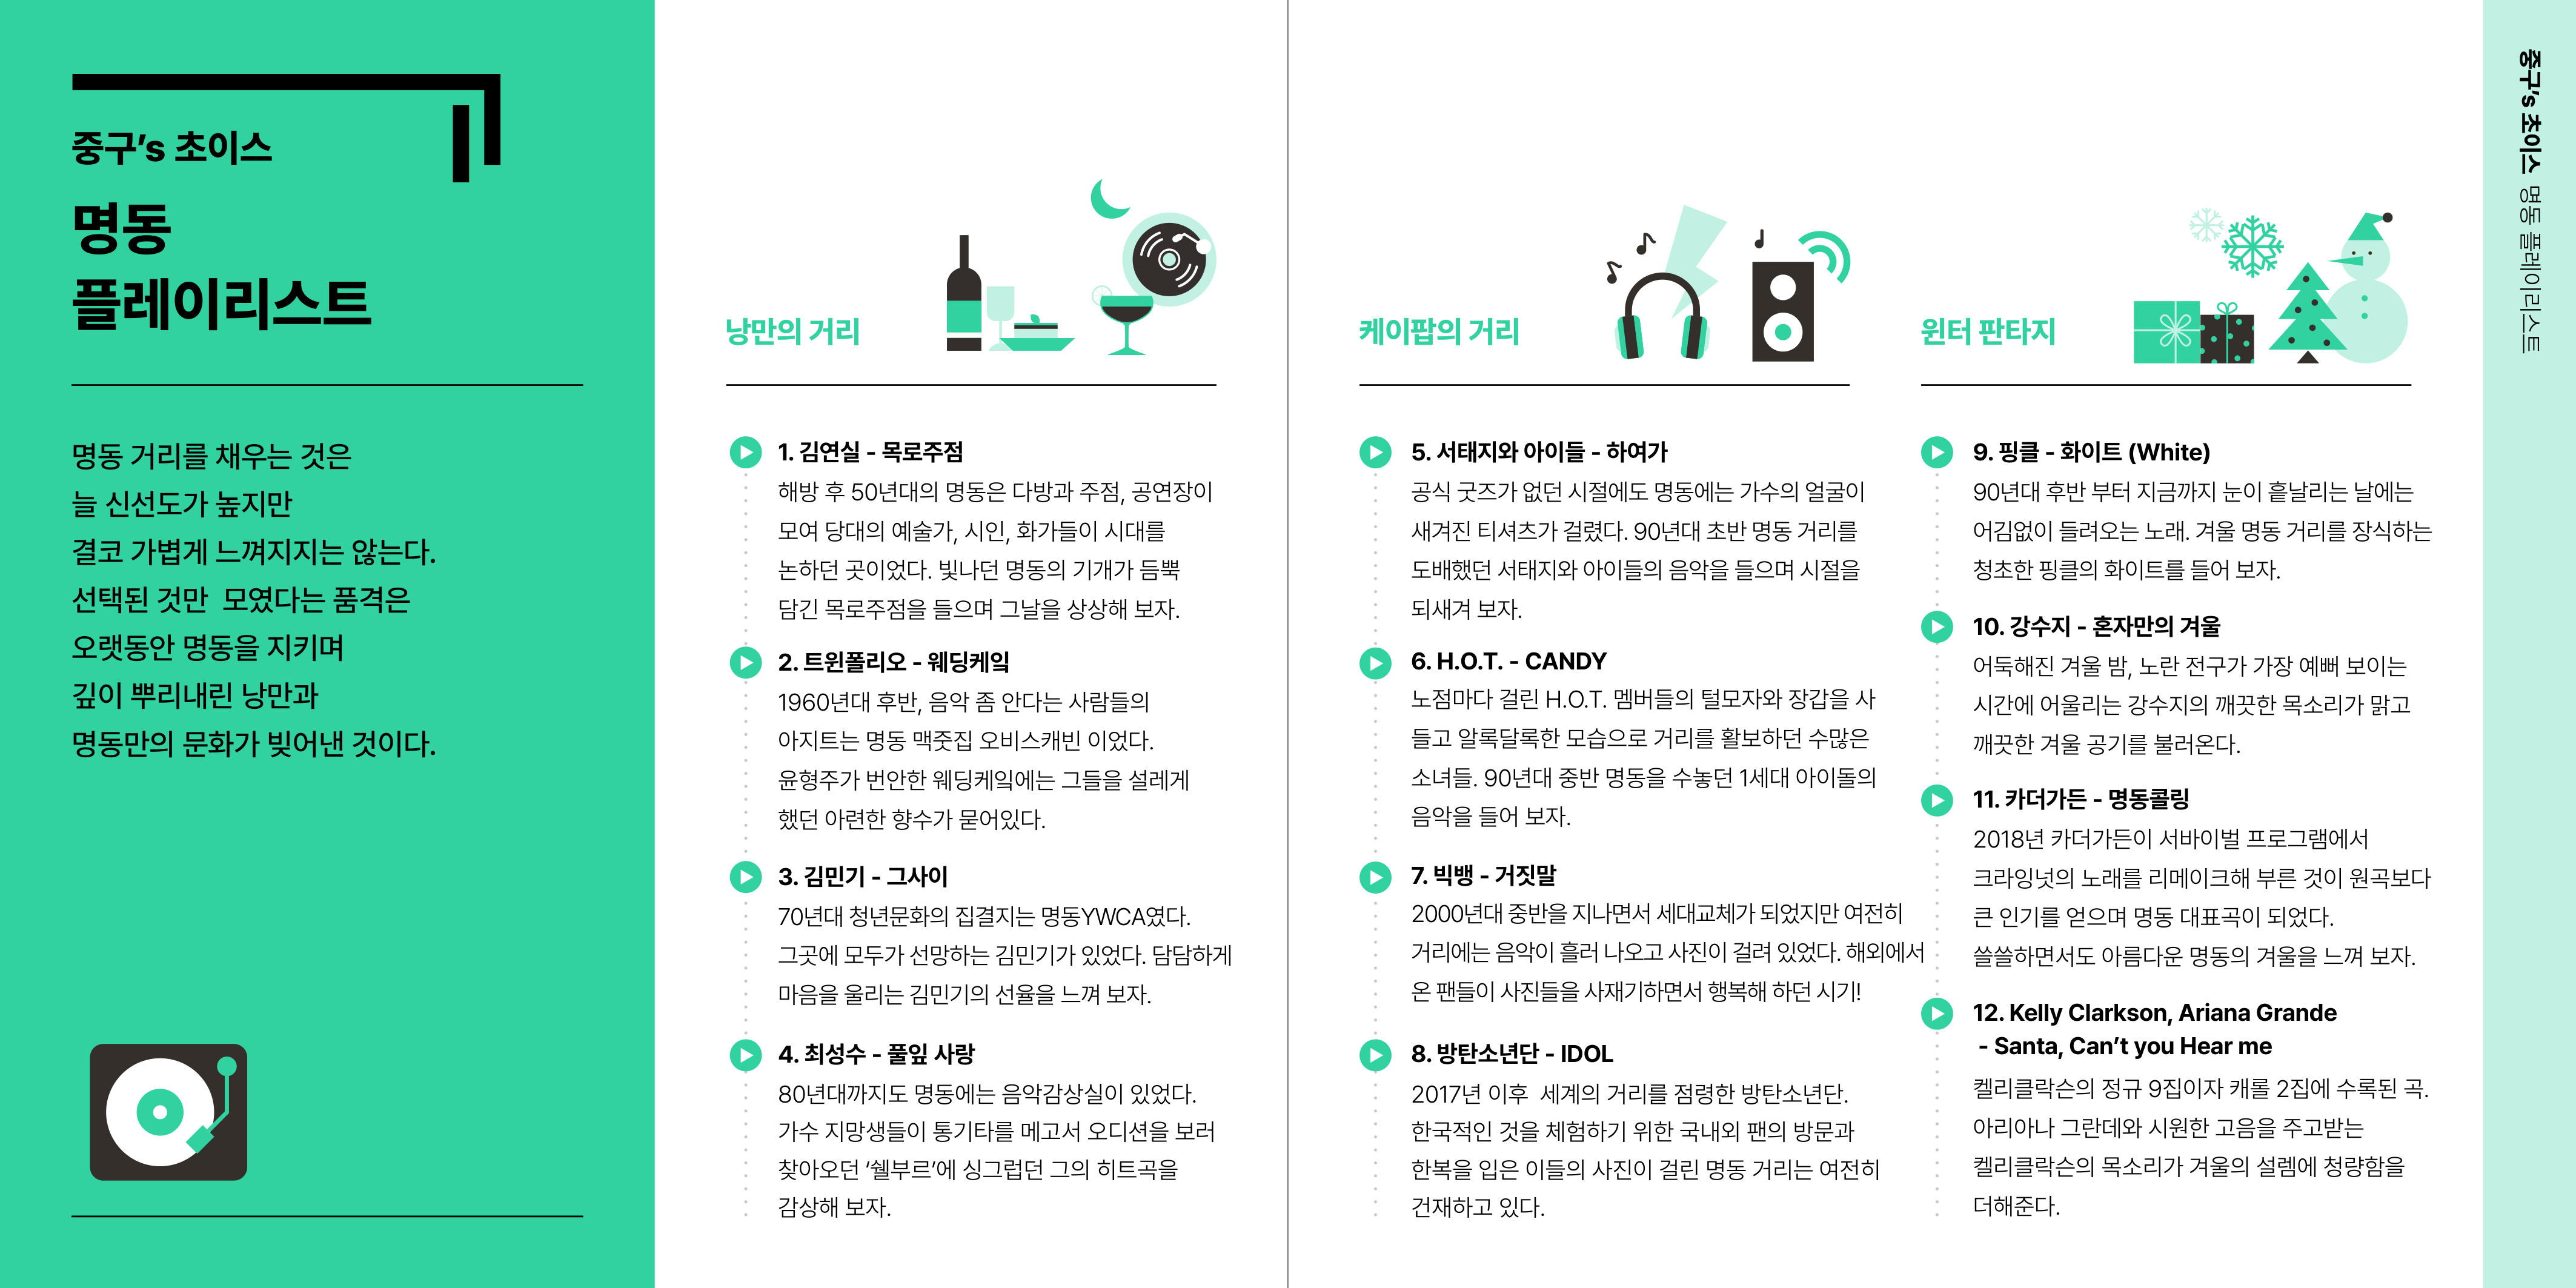 중구’s 초이스
명동
플레이리스트
명동 거리를 채우는 것은
늘 신선도가 높지만
결코 가볍게 느껴지지는 않는다.
선택된 것만  모였다는 품격은
오랫동안 명동을 지키며
깊이 뿌리내린 낭만과
명동만의 문화가 빚어낸 것이다.
낭만의 거리
1. 김연실 - 목로주점
해방 후 50년대의 명동은 다방과 주점, 공연장이
모여 당대의 예술가, 시인, 화가들이 시대를
논하던 곳이었다. 빛나던 명동의 기개가 듬뿍
담긴 목로주점을 들으며 그날을 상상해 보자.
2. 트윈폴리오 - 웨딩케잌
1960년대 후반, 음악 좀 안다는 사람들의
아지트는 명동 맥줏집 오비스캐빈 이었다.
윤형주가 번안한 웨딩케잌에는 그들을 설레게
했던 아련한 향수가 묻어있다.
3. 김민기 - 그사이
70년대 청년문화의 집결지는 명동YWCA였다.
그곳에 모두가 선망하는 김민기가 있었다. 담담하게
마음을 울리는 김민기의 선율을 느껴 보자.
4. 최성수 - 풀잎 사랑
80년대까지도 명동에는 음악감상실이 있었다.
가수 지망생들이 통기타를 메고서 오디션을 보러
찾아오던 ‘쉘부르’에 싱그럽던 그의 히트곡을
감상해 보자.
케이팝의 거리
5. 서태지와 아이들 - 하여가
공식 굿즈가 없던 시절에도 명동에는 가수의 얼굴이
새겨진 티셔츠가 걸렸다. 90년대 초반 명동 거리를
도배했던 서태지와 아이들의 음악을 들으며 시절을
되새겨 보자.
6. H.O.T. - CANDY
노점마다 걸린 H.O.T. 멤버들의 털모자와 장갑을 사
들고 알록달록한 모습으로 거리를 활보하던 수많은
소녀들. 90년대 중반 명동을 수놓던 1세대 아이돌의
음악을 들어 보자.
7. 빅뱅 - 거짓말
2000년대 중반을 지나면서 세대교체가 되었지만 여전히
거리에는 음악이 흘러 나오고 사진이 걸려 있었다. 해외에서
온 팬들이 사진들을 사재기하면서 행복해 하던 시기!
8. 방탄소년단 - IDOL
2017년 이후  세계의 거리를 점령한 방탄소년단.
한국적인 것을 체험하기 위한 국내외 팬의 방문과
한복을 입은 이들의 사진이 걸린 명동 거리는 여전히
건재하고 있다.
윈터 판타지
9. 핑클 - 화이트 (White)
90년대 후반 부터 지금까지 눈이 흩날리는 날에는
어김없이 들려오는 노래. 겨울 명동 거리를 장식하는
청초한 핑클의 화이트를 들어 보자.
10. 강수지 - 혼자만의 겨울
어둑해진 겨울 밤, 노란 전구가 가장 예뻐 보이는
시간에 어울리는 강수지의 깨끗한 목소리가 맑고
깨끗한 겨울 공기를 불러온다.
11. 카더가든 - 명동콜링
2018년 카더가든이 서바이벌 프로그램에서
크라잉넛의 노래를 리메이크해 부른 것이 원곡보다
큰 인기를 얻으며 명동 대표곡이 되었다.
쓸쓸하면서도 아름다운 명동의 겨울을 느껴 보자.
12. Kelly Clarkson, Ariana Grande
- Santa, Can’t you Hear me
켈리클락슨의 정규 9집이자 캐롤 2집에 수록된 곡.
아리아나 그란데와 시원한 고음을 주고받는
켈리클락슨의 목소리가 겨울의 설렘에 청량함을
더해준다.
중구’s 초이스 명동 플레이리스트